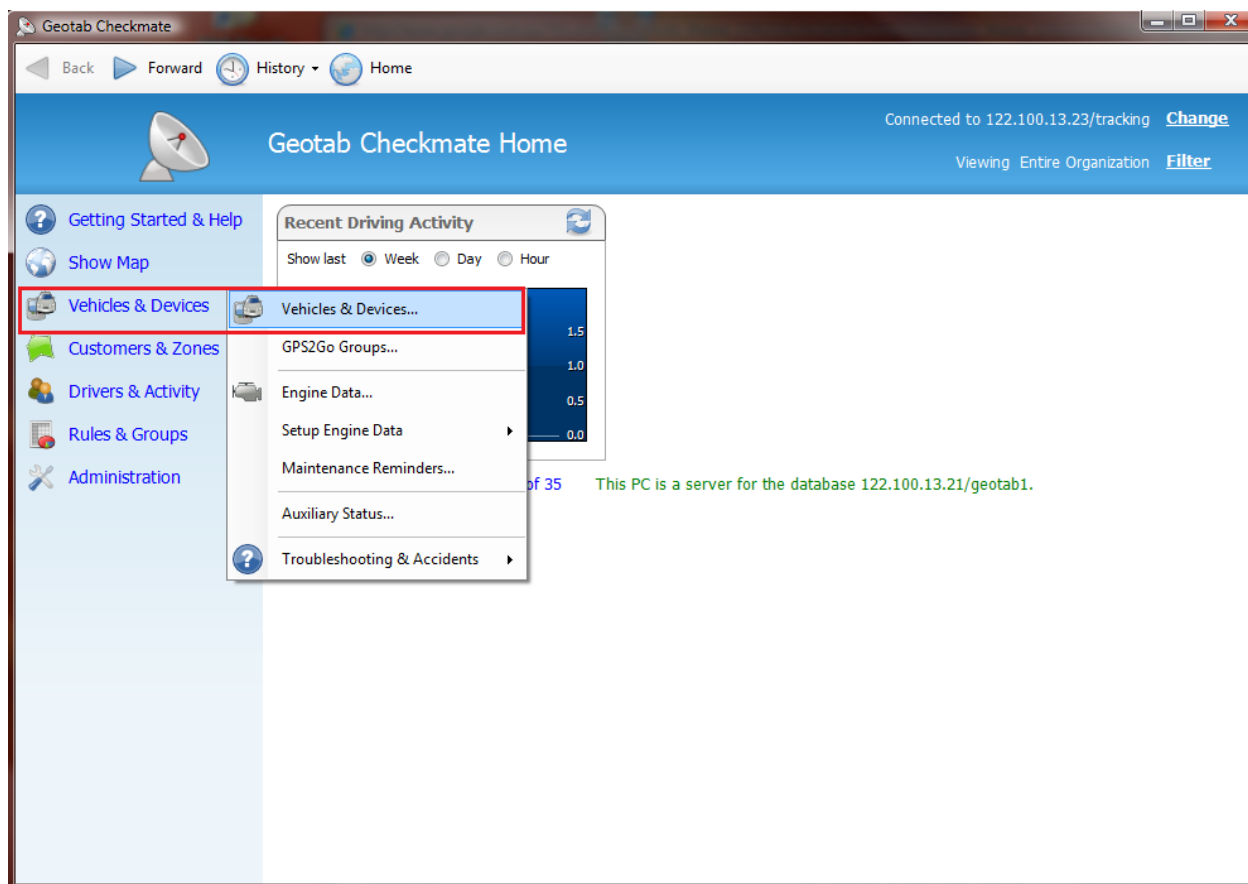 Geotab Checkmate
Back Forward History Home
Connected to 122.100.13.23/tracking Change
Geotab Checkmate Home
Viewing Entire Organization Filter
Getting Started & Help
Show Map
Vehicles & Devices
Customers & Zones
Drivers & Activity
Rules & Groups
Administration
Recent Driving Activity
Show last Week Day Hour
1.5
1.0
0.5
0.0
Vehicles & Devices...
GPS2Go Groups...
Engine Data...
Setup Engine Data
Maintenance Reminders...
Auxiliary Status...
Troubleshooting & Accidents
of 35 This PC is a server for the database 122.100.13.21/geotab1.